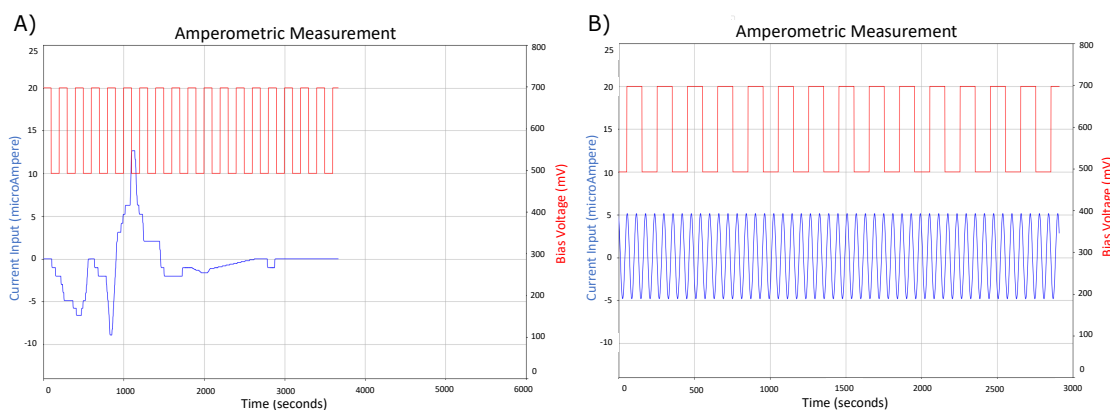 A)
Amperometric Measurement
25
20
15
10
5
0
-5
-10
Current Input (microAmpere)
800
700
600
500
400
300
200
100
0
Bias Voltage (mV)
0 1000 2000 3000 4000 5000 6000
Time (seconds)
B)
Amperometric Measurement
25
20
15
10
5
0
-5
-10
Current Input (microAmpere)
800
700
600
500
400
300
200
100
0
Bias Voltage (mV)
0 500 1000 1500 2000 2500 3000
Time (seconds)